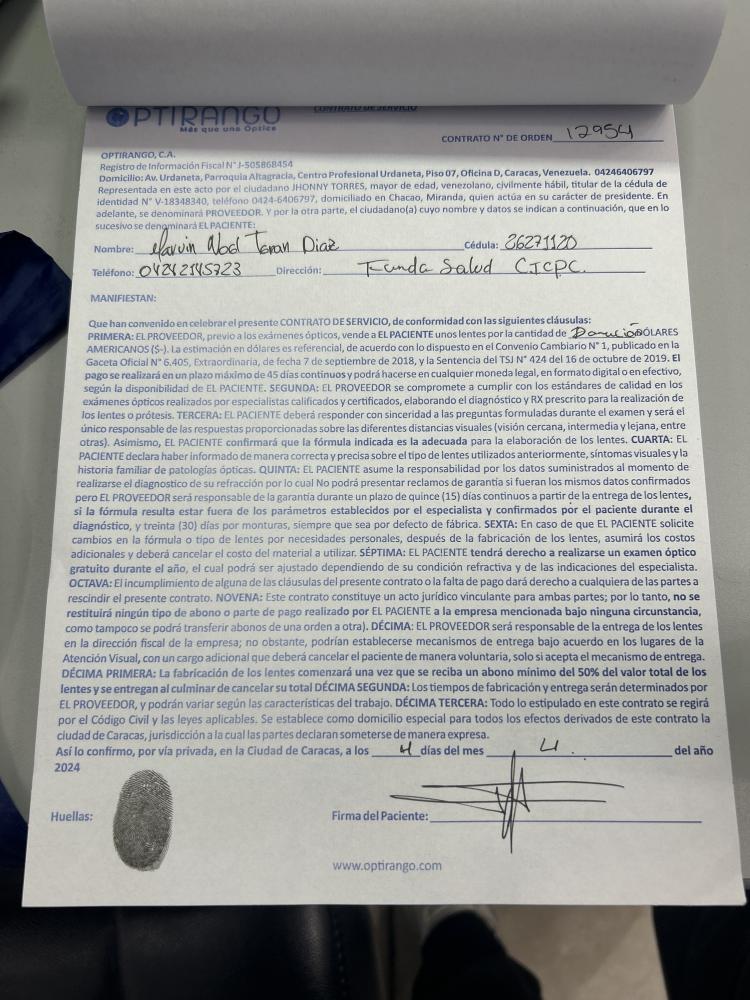 CONTRATO DE SERVICIO
OPTIRANGO
Más que una Óptica
CONTRATO N° DE ORDEN 12954
OPTIRANGO, C.A.
Registro de Información Fiscal N° J-505868454
Domicilio: Av. Urdaneta, Parroquia Altagracia, Centro Profesional Urdaneta, Piso 07, Oficina D, Caracas, Venezuela. 04246406797
Representada en este acto por el ciudadano JHONNY TORRES, mayor de edad, venezolano, civilmente hábil, titular de la cédula de
identidad N° V-18348340, teléfono 0424-6406797, domiciliado en Chacao, Miranda, quien actúa en su carácter de presidente. En
adelante, se denominará PROVEEDOR. Y por la otra parte, el ciudadano(a) cuyo nombre y datos se indican a continuación, que en lo
sucesivo se denominará EL PACIENTE:
Nombre: Marvin Abel Teran Diaz Cédula: 26271120
Teléfono: 04242145723 Dirección: Funda Salud CICPC.
MANIFIESTAN:
Que han convenido en celebrar el presente CONTRATO DE SERVICIO, de conformidad con las siguientes cláusulas:
PRIMERA: EL PROVEEDOR, previo a los exámenes ópticos, vende a EL PACIENTE unos lentes por la cantidad de Donación DÓLARES
AMERICANOS ($-). La estimación en dólares es referencial, de acuerdo con lo dispuesto en el Convenio Cambiario N° 1, publicado en la
Gaceta Oficial N° 6.405, Extraordinaria, de fecha 7 de septiembre de 2018, y la Sentencia del TSJ N° 424 del 16 de octubre de 2019. El
pago se realizará en un plazo máximo de 45 días continuos y podrá hacerse en cualquier moneda legal, en formato digital o en efectivo,
según la disponibilidad de EL PACIENTE. SEGUNDA: EL PROVEEDOR se compromete a cumplir con los estándares de calidad en los
exámenes ópticos realizados por especialistas calificados y certificados, elaborando el diagnóstico y RX prescrito para la realización de
los lentes o prótesis. TERCERA: EL PACIENTE deberá responder con sinceridad a las preguntas formuladas durante el examen y será el
único responsable de las respuestas proporcionadas sobre las diferentes distancias visuales (visión cercana, intermedia y lejana, entre
otras). Asimismo, EL PACIENTE confirmará que la fórmula indicada es la adecuada para la elaboración de los lentes. CUARTA: EL
PACIENTE declara haber informado de manera correcta y precisa sobre el tipo de lentes utilizados anteriormente, síntomas visuales y la
historia familiar de patologías ópticas. QUINTA: EL PACIENTE asume la responsabilidad por los datos suministrados al momento de
realizarse el diagnostico de su refracción por lo cual No podrá presentar reclamos de garantía si fueran los mismos datos confirmados
pero EL PROVEEDOR será responsable de la garantía durante un plazo de quince (15) días continuos a partir de la entrega de los lentes,
si la fórmula resulta estar fuera de los parámetros establecidos por el especialista y confirmados por el paciente durante el
diagnóstico, y treinta (30) días por monturas, siempre que sea por defecto de fábrica. SEXTA: En caso de que EL PACIENTE solicite
cambios en la fórmula o tipo de lentes por necesidades personales, después de la fabricación de los lentes, asumirá los costos
adicionales y deberá cancelar el costo del material a utilizar. SÉPTIMA: EL PACIENTE tendrá derecho a realizarse un examen óptico
gratuito durante el año, el cual podrá ser ajustado dependiendo de su condición refractiva y de las indicaciones del especialista.
OCTAVA: El incumplimiento de alguna de las cláusulas del presente contrato o la falta de pago dará derecho a cualquiera de las partes a
rescindir el presente contrato. NOVENA: Este contrato constituye un acto jurídico vinculante para ambas partes; por lo tanto, no se
restituirá ningún tipo de abono o parte de pago realizado por EL PACIENTE a la empresa mencionada bajo ninguna circunstancia,
como tampoco se podrá transferir abonos de una orden a otra). DÉCIMA: EL PROVEEDOR será responsable de la entrega de los lentes
en la dirección fiscal de la empresa; no obstante, podrían establecerse mecanismos de entrega bajo acuerdo en los lugares de la
Atención Visual, con un cargo adicional que deberá cancelar el paciente de manera voluntaria, solo si acepta el mecanismo de entrega.
DÉCIMA PRIMERA: La fabricación de los lentes comenzará una vez que se reciba un abono mínimo del 50% del valor total de los
lentes y se entregan al culminar de cancelar su total DÉCIMA SEGUNDA: Los tiempos de fabricación y entrega serán determinados por
EL PROVEEDOR, y podrán variar según las características del trabajo. DÉCIMA TERCERA: Todo lo estipulado en este contrato se regirá
por el Código Civil y las leyes aplicables. Se establece como domicilio especial para todos los efectos derivados de este contrato la
ciudad de Caracas, jurisdicción a la cual las partes declaran someterse de manera expresa.
Así lo confirmo, por vía privada, en la Ciudad de Caracas, a los 4 días del mes 4. del año
2024
Huellas: Firma del Paciente:
www.optirango.com